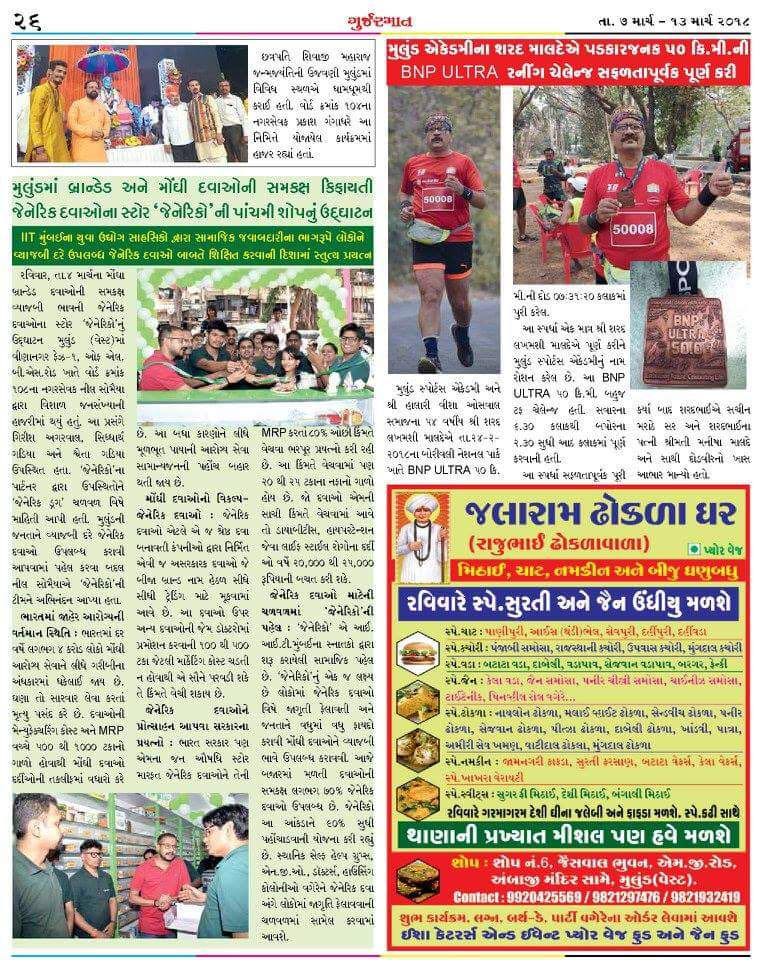 ૨૬
ગુર્જરમાત
તા. ૭ માર્ચ – ૧૩ માર્ચ ૨૦૧૮
છત્રપતિ શિવાજી મહારાજ
જન્મજયંતિની ઉજવણી મુલુંડમાં
વિવિધ સ્થળોએ ધામધૂમથી
કરાઈ હતી. વોર્ડ ક્રમાંક ૧૦૪ના
નગરસેવક પ્રકાશ ગંગાધરે આ
નિમિત્તે યોજાયેલ કાર્યક્રમમાં
હાજર રહ્યાં હતાં.
મુલુંડમાં બ્રાન્ડેડ અને મોંઘી દવાઓની સમકક્ષ કિફાયતી
જેનેરિક દવાઓના સ્ટોર ‘જેનેરિકો’ની પાંચમી શોપનું ઉદ્ઘાટન
IIT મુંબઈના યુવા ઉદ્યોગ સાહસિકો દ્વારા સામાજિક જવાબદારીના ભાગરૂપે લોકોને
વ્યાજબી દરે ઉપલબ્ધ જેનેરિક દવાઓ બાબતે શિક્ષિત કરવાની દિશામાં સ્તુત્ય પ્રયત્ન
રવિવાર, તા.૪ માર્ચના મોંઘા
બ્રાન્ડેડ દવાઓની સમકક્ષ
વ્યાજબી ભાવની જેનેરિક
દવાઓના સ્ટોર ‘જેનેરિકો’નું
ઉદ્ઘાટન મુલુંડ (વેસ્ટ)માં
વીણાનગર ફેઝ-૧, ઓફ એલ.
બી.એસ.રોડ ખાતે વોર્ડ ક્રમાંક
૧૦૮ના નગરસેવક નીલ સોમૈયા
દ્વારા વિશાળ જનસંખ્યાની
હાજરીમાં થયું હતું. આ પ્રસંગે
ગિરીશ અગરવાલ, સિધ્ધાર્થ
ગડિયા અને શ્વેતા ગડિયા
ઉપસ્થિત હતા. ‘જેનેરિકો’ના
પાર્ટનર દ્વારા ઉપસ્થિતોને
‘જેનેરિક ડ્રગ’ ચળવળ વિષે
માહિતી આપી હતી. મુલુંડની
જનતાને વ્યાજબી દરે જેનેરિક
દવાઓ ઉપલબ્ધ કરાવી
આપવામાં પહેલ કરવા બદલ
નીલ સોમૈયાએ ‘જેનેરિકો’ની
ટીમને અભિનંદન આપ્યા હતા.
ભારતમાં જાહેર આરોગ્યની
વર્તમાન સ્થિતિ : ભારતમાં દર
વર્ષે લગભગ ૪ કરોડ લોકો મોંઘી
આરોગ્ય સેવાને લીધે ગરીબીના
અંધકારમાં ધકેલાઈ જાય છે.
ઘણા તો સારવાર લેવા કરતાં
મૃત્યુ પસંદ કરે છે. દવાઓની
મેન્યુફેક્ચરિંગ કોસ્ટ અને MRP
વચ્ચે ૫૦૦ થી ૧૦૦૦ ટકાનો
ગાળો હોવાથી મોંઘી દવાઓ
દર્દીઓની તકલીફમાં વધારો કરે
છે. આ બધા કારણોને લીધે
મૂળભૂત પાયાની આરોગ્ય સેવા
સામાન્યજનની પહોંચ બહાર
થતી જાય છે.
મોંઘી દવાઓનો વિકલ્પ–
જેનેરિક દવાઓ : જેનેરિક
દવાઓ એટલે એ જ શ્રેષ્ઠ દવા
બનાવતી કંપનીઓ દ્વારા નિર્મિત
એવી જ અસરકારક દવાઓ જે
બીજા બ્રાન્ડ નામ હેઠળ સીધે
સીધી ટ્રેડિંગ માટે મૂકવામાં
આવે છે. આ દવાઓ ઉપર
અન્ય દવાઓની જેમ ડોક્ટરોમાં
પ્રમોશન કરવાની ૧૦૦ થી ૫૦૦
ટકા જેટલી માર્કેટિંગ કોસ્ટ ચડતી
ન હોવાથી એ સૌને પરવડી શકે
તે કિંમતે વેચી શકાય છે.
જેનેરિક દવાઓને
પ્રોત્સાહન આપવા સરકારના
પ્રયત્નો : ભારત સરકાર પણ
એમના જન ઔષધિ સ્ટોર
મારફત જેનેરિક દવાઓને તેની
MRP કરતાં ૮૦% ઓછી કિંમતે
વેચવા ભરપૂર પ્રયત્નો કરી રહી
છે. આ કિંમતે વેચવામાં પણ
૨૦ થી ૨૫ ટકાના નફાનો ગાળો
હોય છે. જો દવાઓ એમની
સાચી કિંમતે વેચવામાં આવે
તો ડાયાબીટીસ, હાયપરટેન્શન
જેવા લાઈફ સ્ટાઈલ રોગોના દર્દી
ઓ વર્ષે ૨૦,૦૦૦ થી ૨૫,૦૦૦
રૂપિયાની બચત કરી શકે.
જેનેરિક દવાઓ માટેની
ચળવળમાં ‘જેનેરિકો’ની
પહેલ : ‘જેનેરિકો’ એ આઈ.
આઈ.ટી.મુંબઈના સ્નાતકો દ્વારા
શરૂ કરાયેલી સામાજિક પહેલ
છે. ‘જેનેરિકો’નું એક જ લક્ષ્ય
છે લોકોમાં જેનેરિક દવાઓ
વિષે જાગૃતી ફેલાવતી અને
જનતાને વધુમાં વધુ ફાયદો
કરાવી મોંઘી દવાઓને વ્યાજબી
ભાવે ઉપલબ્ધ કરાવવી. આજે
બજારમાં મળતી દવાઓની
સમકક્ષ લગભગ ૭૦% જેનેરિક
દવાઓ ઉપલબ્ધ છે. જેનેરિકો
આ આંકડાને ૯૦% સુધી
પહોંચાડવાની યોજના કરી રહ્યું
છે. સ્થાનિક સેલ્ફ હેલ્પ ગ્રુપ્સ,
એન.જી.ઓ., ડૉક્ટર્સ, હાઉસિંગ
કોલોનીઓ વગેરેને જેનેરિક દવા
અંગે લોકોમાં જાગૃતિ ફેલાવવાની
ચળવળમાં સામેલ કરવામાં
આવશે.
મુલુંડ એકેડમીના શરદ માલદેએ પડકારજનક ૫૦ કિ.મી.ની
BNP ULTRA રનીંગ ચેલેન્જ સફળતાપૂર્વક પૂર્ણ કરી
50008
50008
BNP
ULTRA
50K
મુલુંડ સ્પોર્ટસ એકેડમી અને
શ્રી હાલારી વીશા ઓસવાલ
સમાજના ૫૪ વર્ષીય શ્રી શરદ
લખમશી માલદેએ તા.૨૪-૨-
૨૦૧૮ના બોરીવલી નેશનલ પાર્ક
ખાતે BNP ULTRA ૫૦ કિ.
મી.ની દોડ ૦૭:૩૧:૨૦ કલાકમાં
પુરી કરેલ.
આ સ્પર્ધા એક માત્ર શ્રી શરદ
લખમશી માલદેએ પૂર્ણ કરીને
મુલુંડ સ્પોર્ટસ એકેડમીનું નામ
રોશન કરેલ છે. આ BNP
ULTRA ૫૦ કિ.મી. બહુજ
ટફ ચેલેન્જ હતી. સવારના
૬.૩૦ કલાકથી બપોરના
૨.૩૦ સુધી આઠ કલાકમાં પૂર્ણ
કરવાની હતી.
આ સ્પર્ધા સફળતાપૂર્વક પૂરી
કર્યા બાદ શરદભાઈએ સચીન
મરાઠે સર અને શરદભાઈના
પત્ની શ્રીમતી મનીષા માલદે
અને સાથી દોડવીરનો ખાસ
આભાર માન્યો હતો.
જલારામ ઢોકળા ઘર
(રાજુભાઈ ઢોકળાવાળા)
પ્યોર વેજ
મિઠાઈ, ચાટ, નમકીન અને બીજુ ઘણુબધુ
રવિવારે સ્પે.સુરતી અને જૈન ઉંધીયુ મળશે
સ્પે.ચાટ : પાણીપુરી, આઈસ (ઠંડી)ભેલ, સેવપુરી, દહીંપુરી, દહીંવડા
સ્પે.કચોરી : પંજાબી સમોસા, રાજસ્થાની કચોરી, ઉપવાસ કચોરી, મુંગદાલ કચોરી
સ્પે.વડા : બટાટા વડા, દાબેલી, વડાપાવ, સેજવાન વડાપાવ, બરગર, ફેન્કી
સ્પે.જૈન : કેલા વડા, જૈન સમોસા, પનીર ચીલ્લી સમોસા, ચાઈનીઝ સમોસા,
ટાઈટેનીક, પિનવ્હીલ રોલ વગેરે...
સ્પે.ઢોકળા : નાયલોન ઢોકળા, મલાઈ વ્હાઈટ ઢોકળા, સેન્ડવીચ ઢોકળા, પનીર
ઢોકળા, સેજવાન ઢોકળા, પીત્ઝા ઢોકળા, દાબેલી ઢોકળા, ખાંડવી, પાત્રા,
અમીરી સેવ ખમણ, વાટીદાલ ઢોકળા, મુંગદાલ ઢોકળા
સ્પે.નમકીન : જામનગરી કાકડા, સુરતી કરસાણ, બટાટા વેફર્સ, કેલા વેફર્સ,
સ્પે.ખાખરા વેરાયટી
સ્પે.સ્વીટ્સ : સુગર ફ્રી મિઠાઈ, દેશી મિઠાઈ, બંગાલી મિઠાઈ
રવિવારે ગરમાગરમ દેશી ઘીના જલેબી અને ફાફડા મળશે. સ્પે.કઢી સાથે
થાણાની પ્રખ્યાત મીશલ પણ હવે મળશે
શોપ : શોપ નં.6, જૈસવાલ ભુવન, એમ.જી.રોડ,
અંબાજી મંદિર સામે, મુલુંડ(વેસ્ટ).
Contact : 9920425569 / 9821297476 / 9821932419
શુભ કાર્યક્રમ, લગ્ન, બર્થ-ડે, પાર્ટી વગેરેના ઓર્ડર લેવામાં આવશે
ઈશા કેટરર્સ એન્ડ ઈવેન્ટ પ્યોર વેજ ફુડ અને જૈન ફુડ